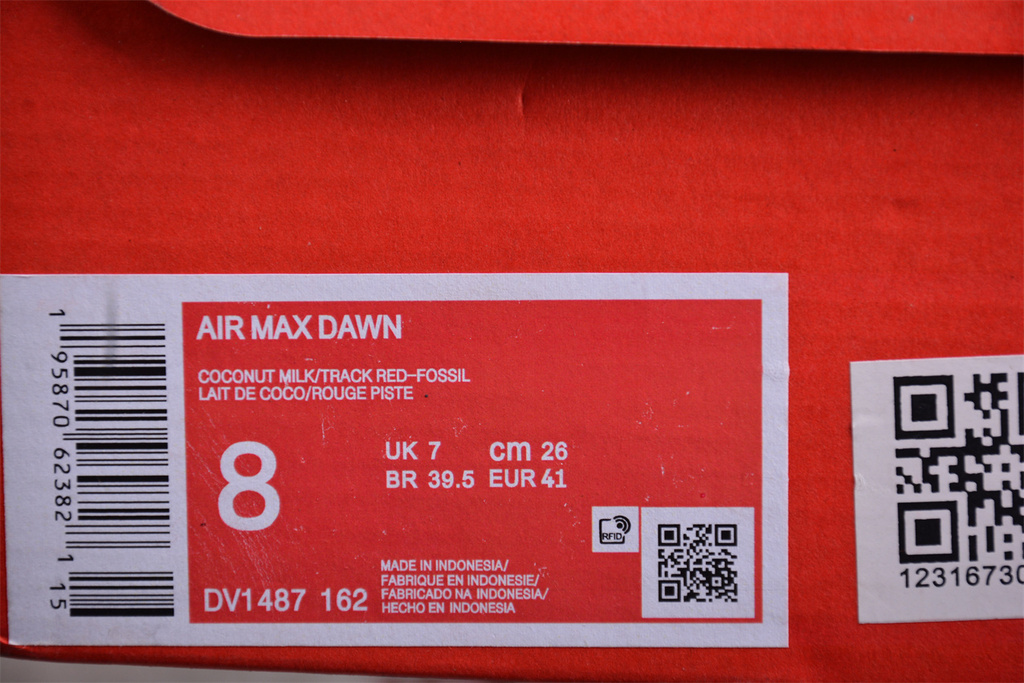 AIR MAX DAWN
COCONUT MILK/TRACK RED-FOSSIL
LAIT DE COCO/ROUGE PISTE
8
UK 7 cm 26
BR 39.5 EUR 41
RFID
MADE IN INDONESIA/
FABRIQUE EN INDONESIE/
FABRICADO NA INDONESIA/
HECHO EN INDONESIA
DV1487 162
1 95870 62382 1 15
12316730